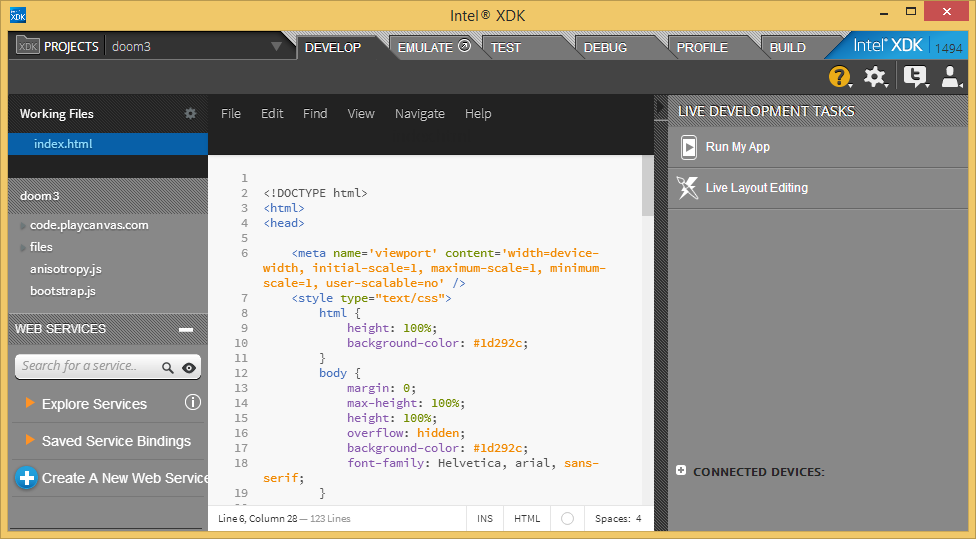 Intel® XDK
XDK PROJECTS doom3 DEVELOP EMULATE TEST DEBUG PROFILE BUILD Intel® XDK 1494
Working Files
index.html
doom3
code.playcanvas.com
files
anisotropy.js
bootstrap.js
WEB SERVICES
Search for a service..
Explore Services
Saved Service Bindings
Create A New Web Service
File Edit Find View Navigate Help
1
2 <!DOCTYPE html>
3 <html>
4 <head>
5
6 <meta name='viewport' content='width=device-
width, initial-scale=1, maximum-scale=1, minimum-
scale=1, user-scalable=no' />
7 <style type="text/css">
8 html {
9 height: 100%;
10 background-color: #1d292c;
11 }
12 body {
13 margin: 0;
14 max-height: 100%;
15 height: 100%;
16 overflow: hidden;
17 background-color: #1d292c;
18 font-family: Helvetica, arial, sans-
serif;
19 }
Line 6, Column 28 — 123 Lines INS HTML Spaces: 4
LIVE DEVELOPMENT TASKS
Run My App
Live Layout Editing
CONNECTED DEVICES: